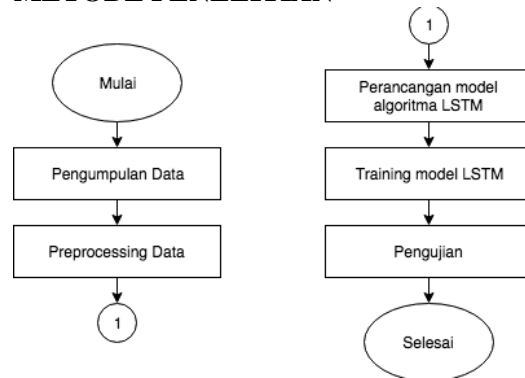 Mulai
Pengumpulan Data
Preprocessing Data
1
1
Perancangan model
algoritma LSTM
Training model LSTM
Pengujian
Selesai